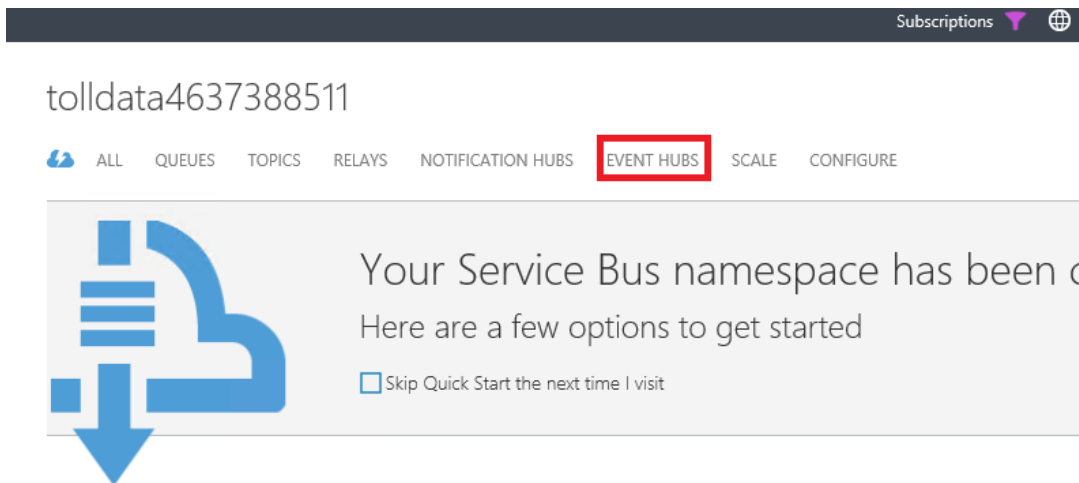 Subscriptions
tolldata4637388511
ALL QUEUES TOPICS RELAYS NOTIFICATION HUBS EVENT HUBS SCALE CONFIGURE
Your Service Bus namespace has been
Here are a few options to get started
Skip Quick Start the next time I visit